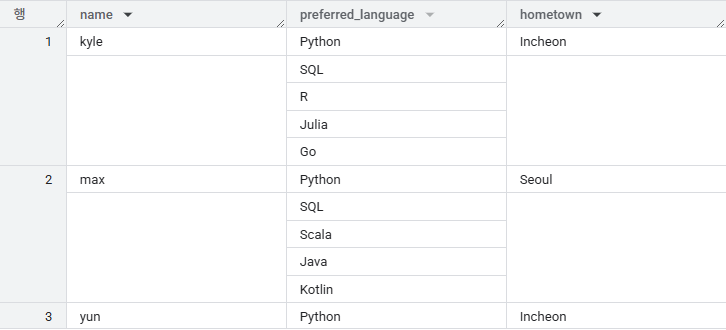 행 name preferred_language hometown
1 kyle Python Incheon
SQL
R
Julia
Go
2 max Python Seoul
SQL
Scala
Java
Kotlin
3 yun Python Incheon